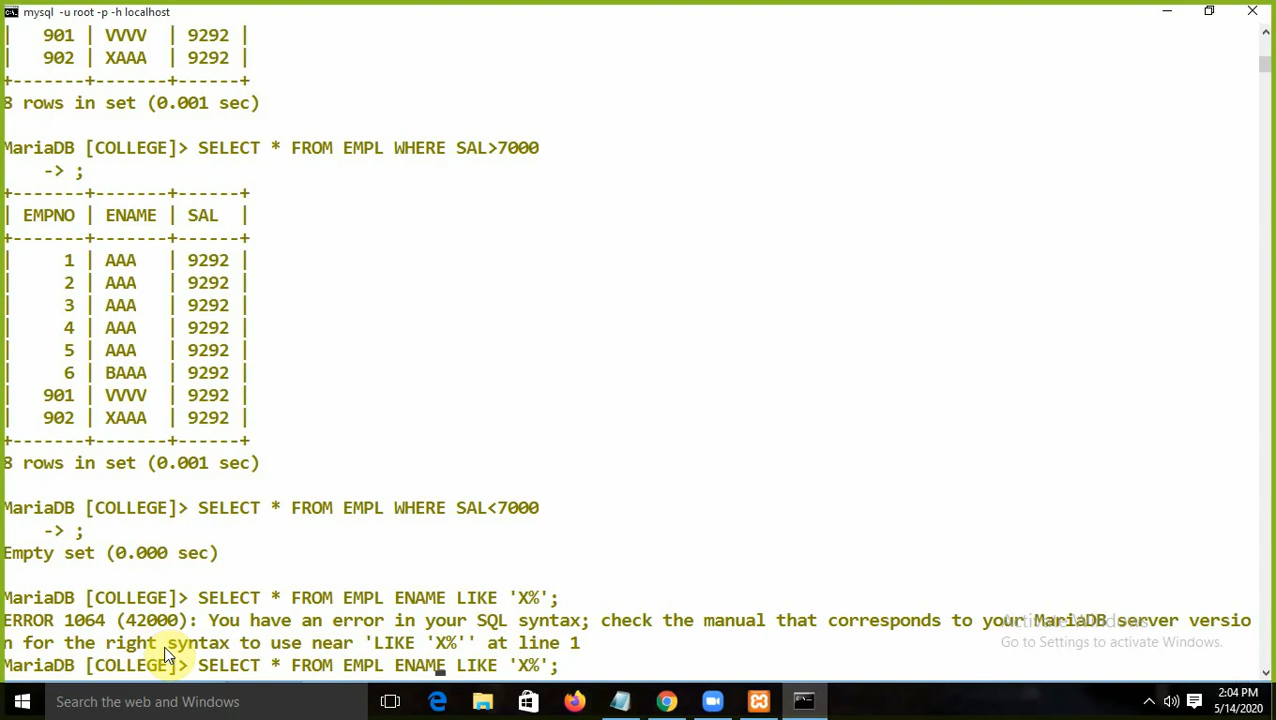 mysql  -u root -p -h localhost
|   901 | VVVV  | 9292 |
|   902 | XAAA  | 9292 |
+-------+-------+------+
8 rows in set (0.001 sec)
MariaDB [COLLEGE]> SELECT * FROM EMPL WHERE SAL>7000
    -> ;
+-------+-------+------+
| EMPNO | ENAME | SAL  |
+-------+-------+------+
|     1 | AAA   | 9292 |
|     2 | AAA   | 9292 |
|     3 | AAA   | 9292 |
|     4 | AAA   | 9292 |
|     5 | AAA   | 9292 |
|     6 | BAAA  | 9292 |
|   901 | VVVV  | 9292 |
|   902 | XAAA  | 9292 |
+-------+-------+------+
8 rows in set (0.001 sec)
MariaDB [COLLEGE]> SELECT * FROM EMPL WHERE SAL<7000
    -> ;
Empty set (0.000 sec)
MariaDB [COLLEGE]> SELECT * FROM EMPL ENAME LIKE 'X%';
ERROR 1064 (42000): You have an error in your SQL syntax; check the manual that corresponds to your MariaDB server versio
n for the right syntax to use near 'LIKE 'X%'' at line 1
MariaDB [COLLEGE]> SELECT * FROM EMPL ENAME LIKE 'X%';
Activate Windows
Go to Settings to activate Windows.
Search the web and Windows
2:04 PM
5/14/2020